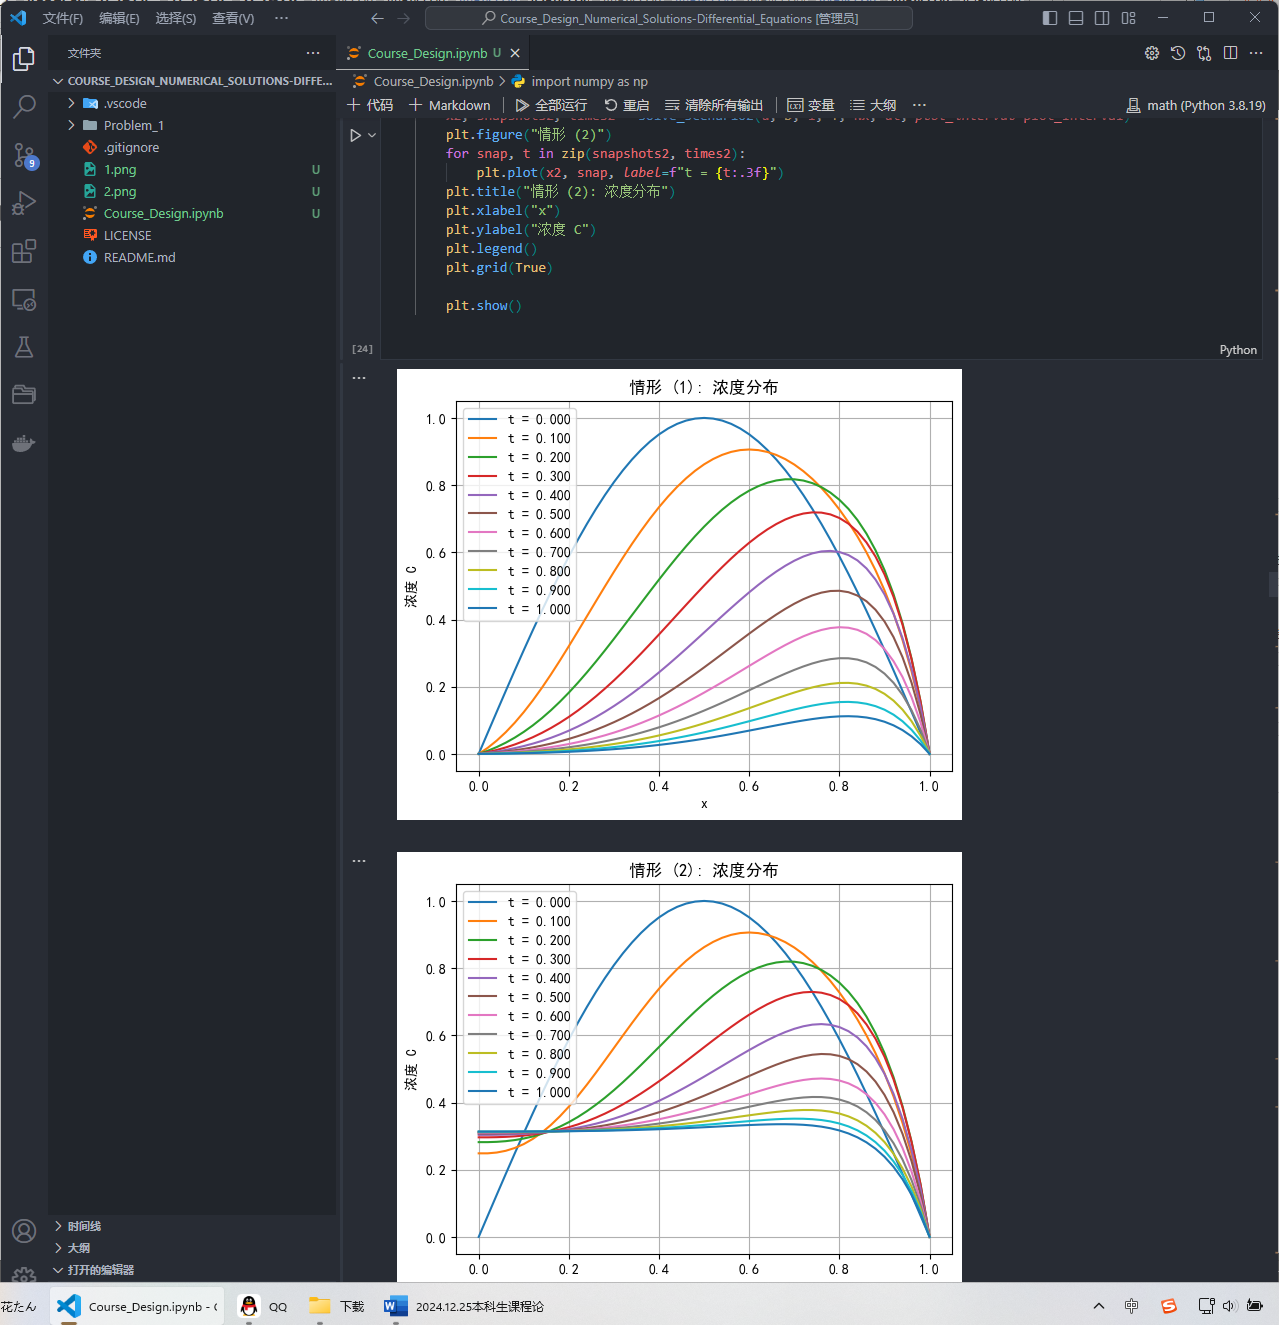 文件(F) 编辑(E) 选择(S) 查看(V) ··· Course_Design_Numerical_Solutions-Differential_Equations [管理员]
文件夹 ···
COURSE_DESIGN_NUMERICAL_SOLUTIONS-DIFFE...
.vscode
Problem_1
.gitignore
1.png U
2.png U
Course_Design.ipynb U
LICENSE
README.md
9
时间线
大纲
打开的编辑器
Course_Design.ipynb U
Course_Design.ipynb > import numpy as np
代码 Markdown 全部运行 重启 清除所有输出 变量 大纲 ··· math (Python 3.8.19)
x2, snapshots2, times2 = solve_scenario2(
plt.figure("情形 (2)")
for snap, t in zip(snapshots2, times2):
plt.plot(x2, snap, label=f"t = {t:.3f}")
plt.title("情形 (2): 浓度分布")
plt.xlabel("x")
plt.ylabel("浓度 C")
plt.legend()
plt.grid(True)
plt.show()
[24]
Python
情形 (1): 浓度分布
浓度 C
1.0
0.8
0.6
0.4
0.2
0.0
t = 0.000
t = 0.100
t = 0.200
t = 0.300
t = 0.400
t = 0.500
t = 0.600
t = 0.700
t = 0.800
t = 0.900
t = 1.000
0.0 0.2 0.4 0.6 0.8 1.0
x
情形 (2): 浓度分布
浓度 C
1.0
0.8
0.6
0.4
0.2
0.0
t = 0.000
t = 0.100
t = 0.200
t = 0.300
t = 0.400
t = 0.500
t = 0.600
t = 0.700
t = 0.800
t = 0.900
t = 1.000
0.0 0.2 0.4 0.6 0.8 1.0
花たん Course_Design.ipynb - QQ 下载 2024.12.25本科生课程论 中